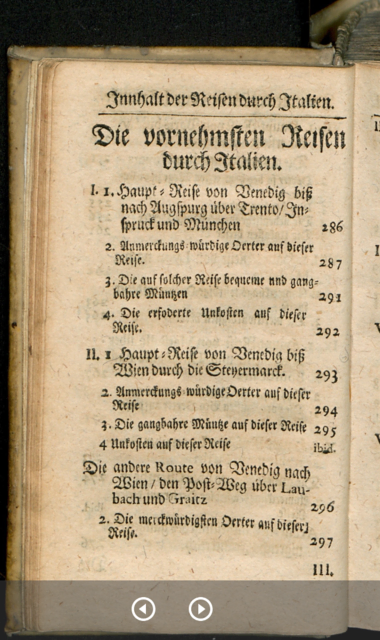 Innhalt der Reisen durch Italien.
Die vornehmsten Reisen
durch Italien.
I. 1. Haupt-Reise von Venedig biß
nach Augspurg über Trento/ In-
spruck und München 286
2. Anmerckungs-würdige Oerter auf dieser
Reise. 287
3. Die auf solcher Reise bequeme und gang-
bahre Müntzen 291
4. Die erfoderte Unkosten auf dieser
Reise. 292
II. 1 Haupt-Reise von Venedig biß
Wien durch die Steyermarck. 293
2. Anmerckungs-würdige Oerter auf dieser
Reise 294
3. Die gangbahre Müntze auf dieser Reise 295
4 Unkosten auf dieser Reise ibid.
Die andere Route von Venedig nach
Wien/ den Post-Weg über Lau-
bach und Graitz 296
2. Die merckwürdigsten Oerter auf dieser
Reise. 297
III.